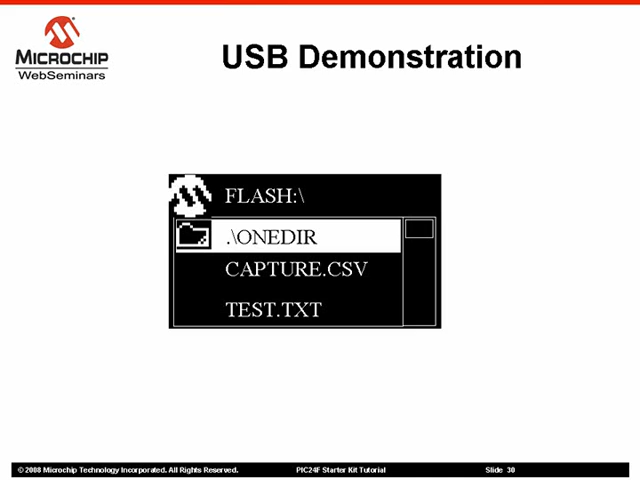 MICROCHIP
WebSeminars
USB Demonstration
FLASH:\
.\ONEDIR
CAPTURE.CSV
TEST.TXT
© 2008 Microchip Technology Incorporated. All Rights Reserved. PIC24F Starter Kit Tutorial Slide 30